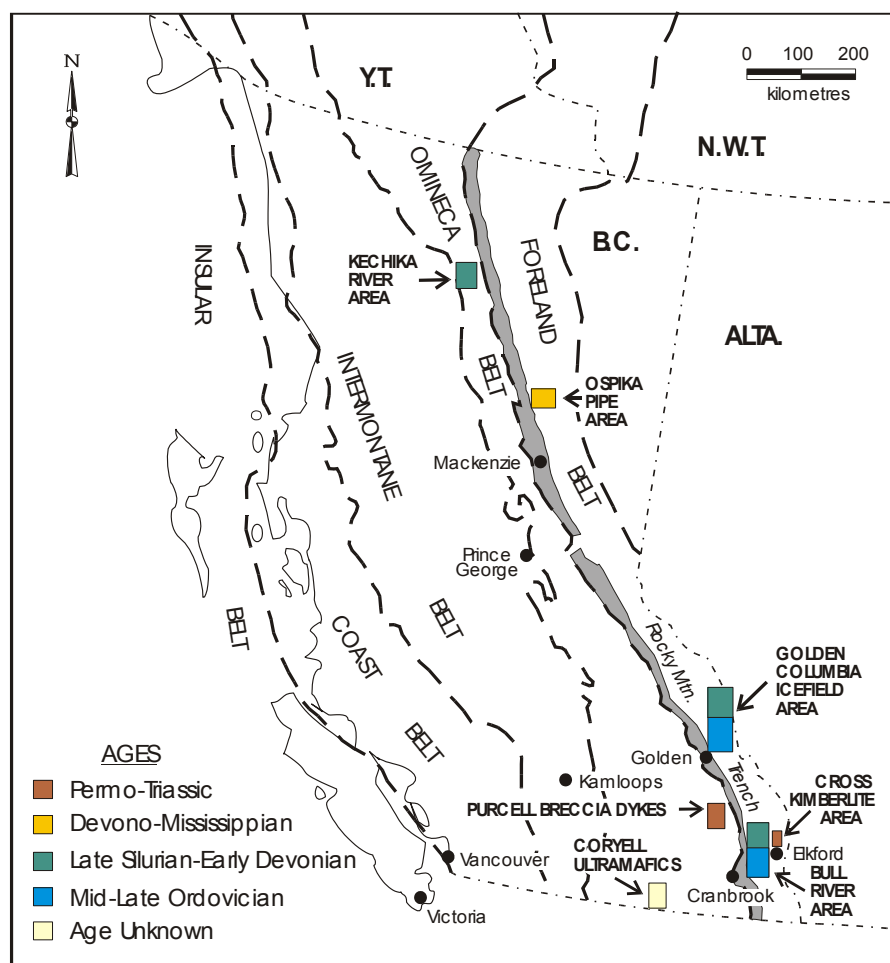 N
0 100 200
kilometres
Y.T.
N.W.T.
OMINECA
BELT
FORELAND
BELT
B.C.
ALTA.
INSULAR
BELT
KECHIKA
RIVER
AREA
INTERMONTANE
BELT
OSPIKA
PIPE
AREA
Mackenzie
Prince
George
COAST
BELT
Rocky Mtn.
Trench
GOLDEN
COLUMBIA
ICEFIELD
AREA
Golden
Kamloops
PURCELL BRECCIA DYKES
CROSS
KIMBERLITE
AREA
Elkford
CORYELL
ULTRAMAFICS
Cranbrook
BULL
RIVER
AREA
Vancouver
Victoria
AGES
Permo-Triassic
Devono-Mississippian
Late Silurian-Early Devonian
Mid-Late Ordovician
Age Unknown